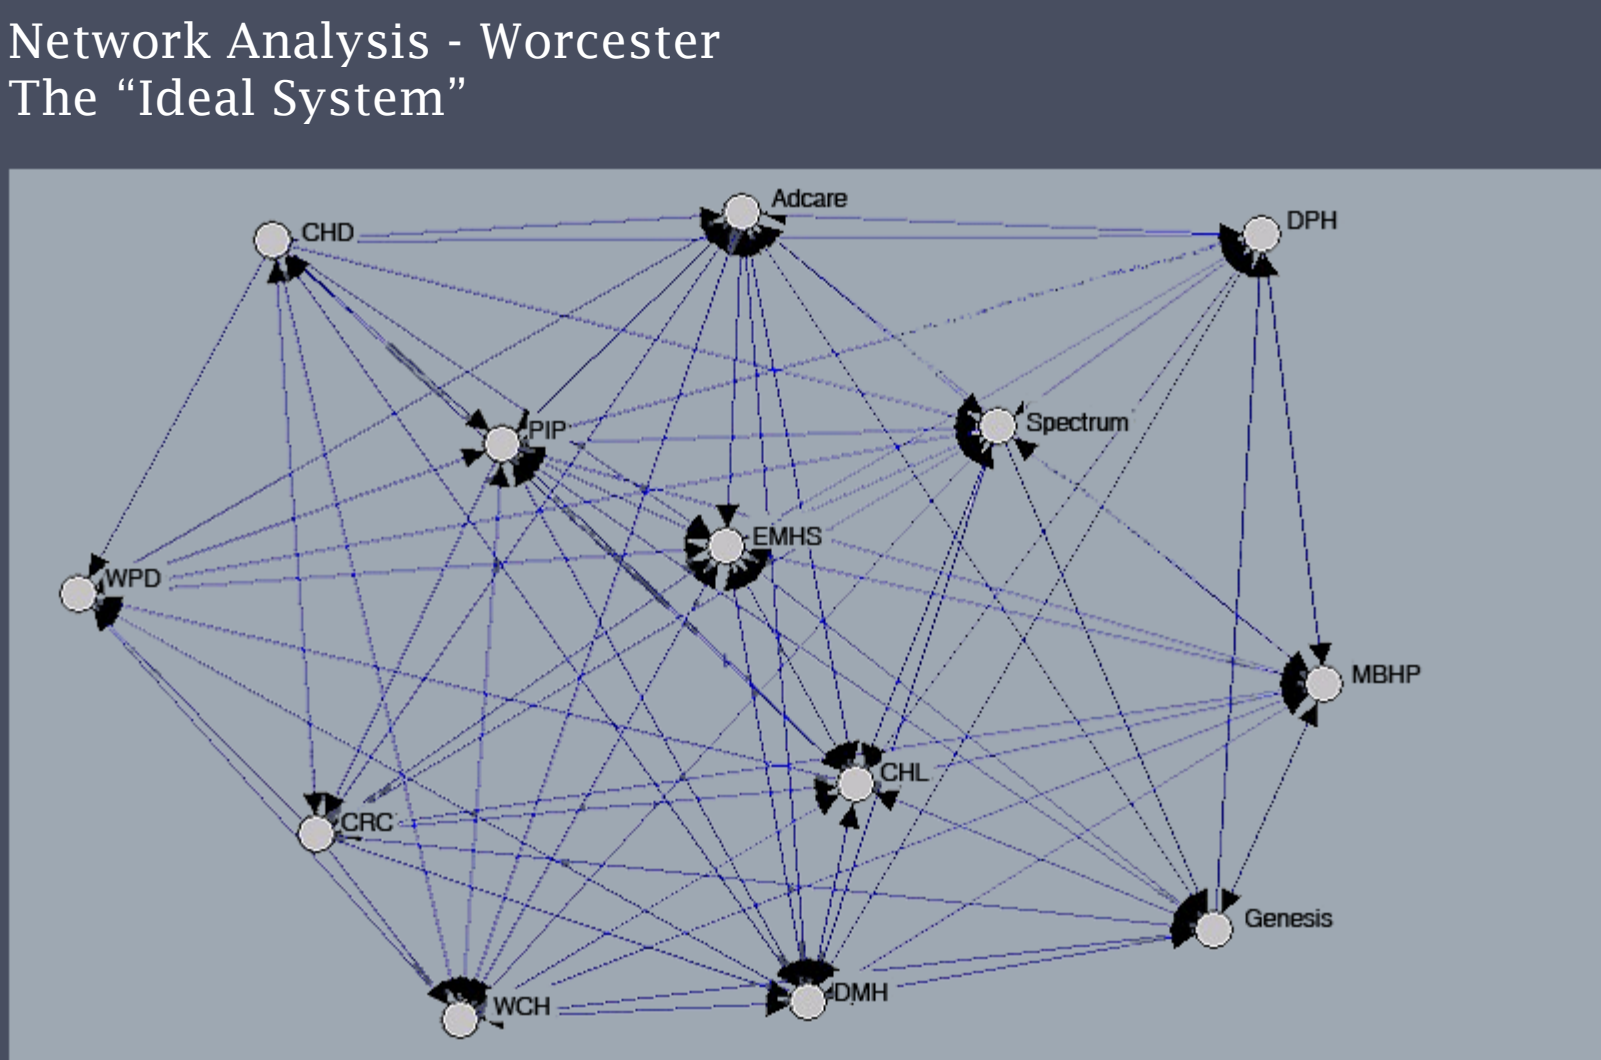 Network Analysis - Worcester
The “Ideal System”
Adcare
DPH
CHD
PIP
Spectrum
EMHS
WPD
MBHP
CHL
CRC
Genesis
DMH
WCH